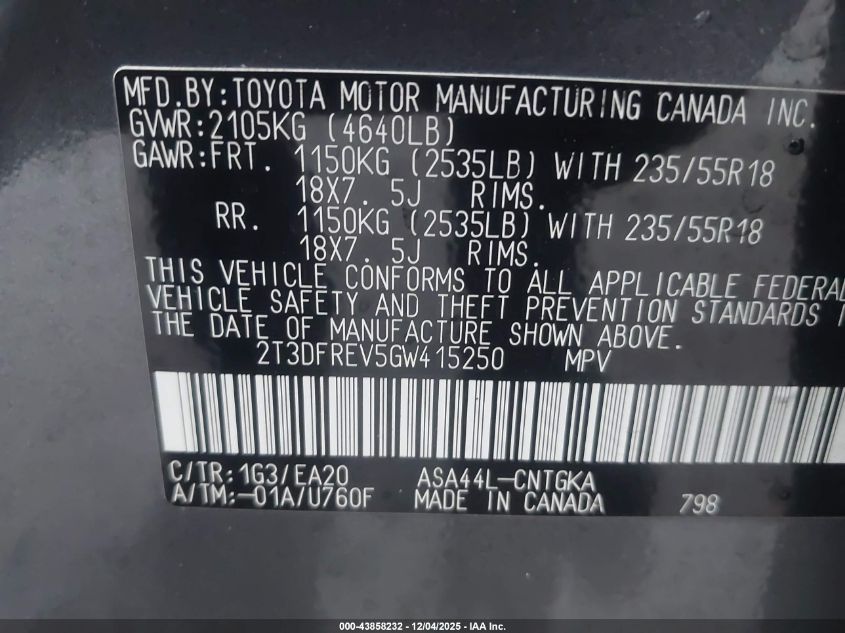 MFD.BY:TOYOTA MOTOR MANUFACTURING CANADA INC.
GVWR:2105KG (4640LB)
GAWR:FRT. 1150KG (2535LB) WITH 235/55R18
18X7.5J RIMS.
RR. 1150KG (2535LB) WITH 235/55R18
18X7.5J RIMS.
THIS VEHICLE CONFORMS TO ALL APPLICABLE FEDERAL
VEHICLE SAFETY AND THEFT PREVENTION STANDARDS I
THE DATE OF MANUFACTURE SHOWN ABOVE.
2T3DFREV5GW415250 MPV
C/TR:1G3/EA20 ASA44L-CNTGKA
A/TM:-01A/U760F MADE IN CANADA 798
000-43858232 - 12/04/2025 - IAA Inc.